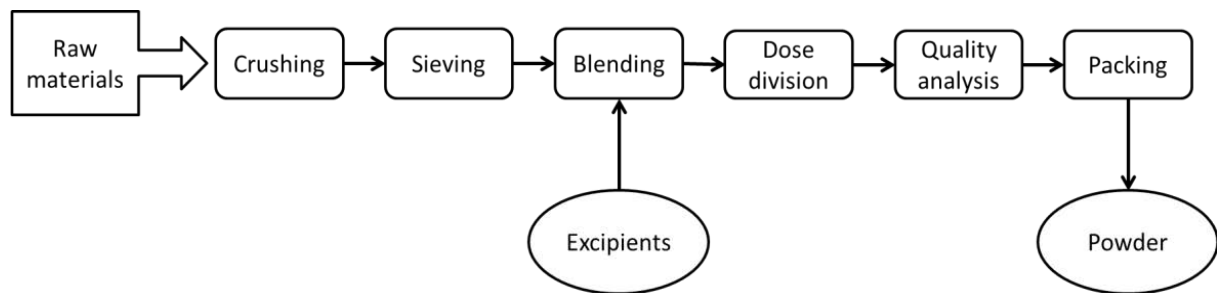 Raw
materials
Crushing
Sieving
Blending
Dose
division
Quality
analysis
Packing
Excipients
Powder